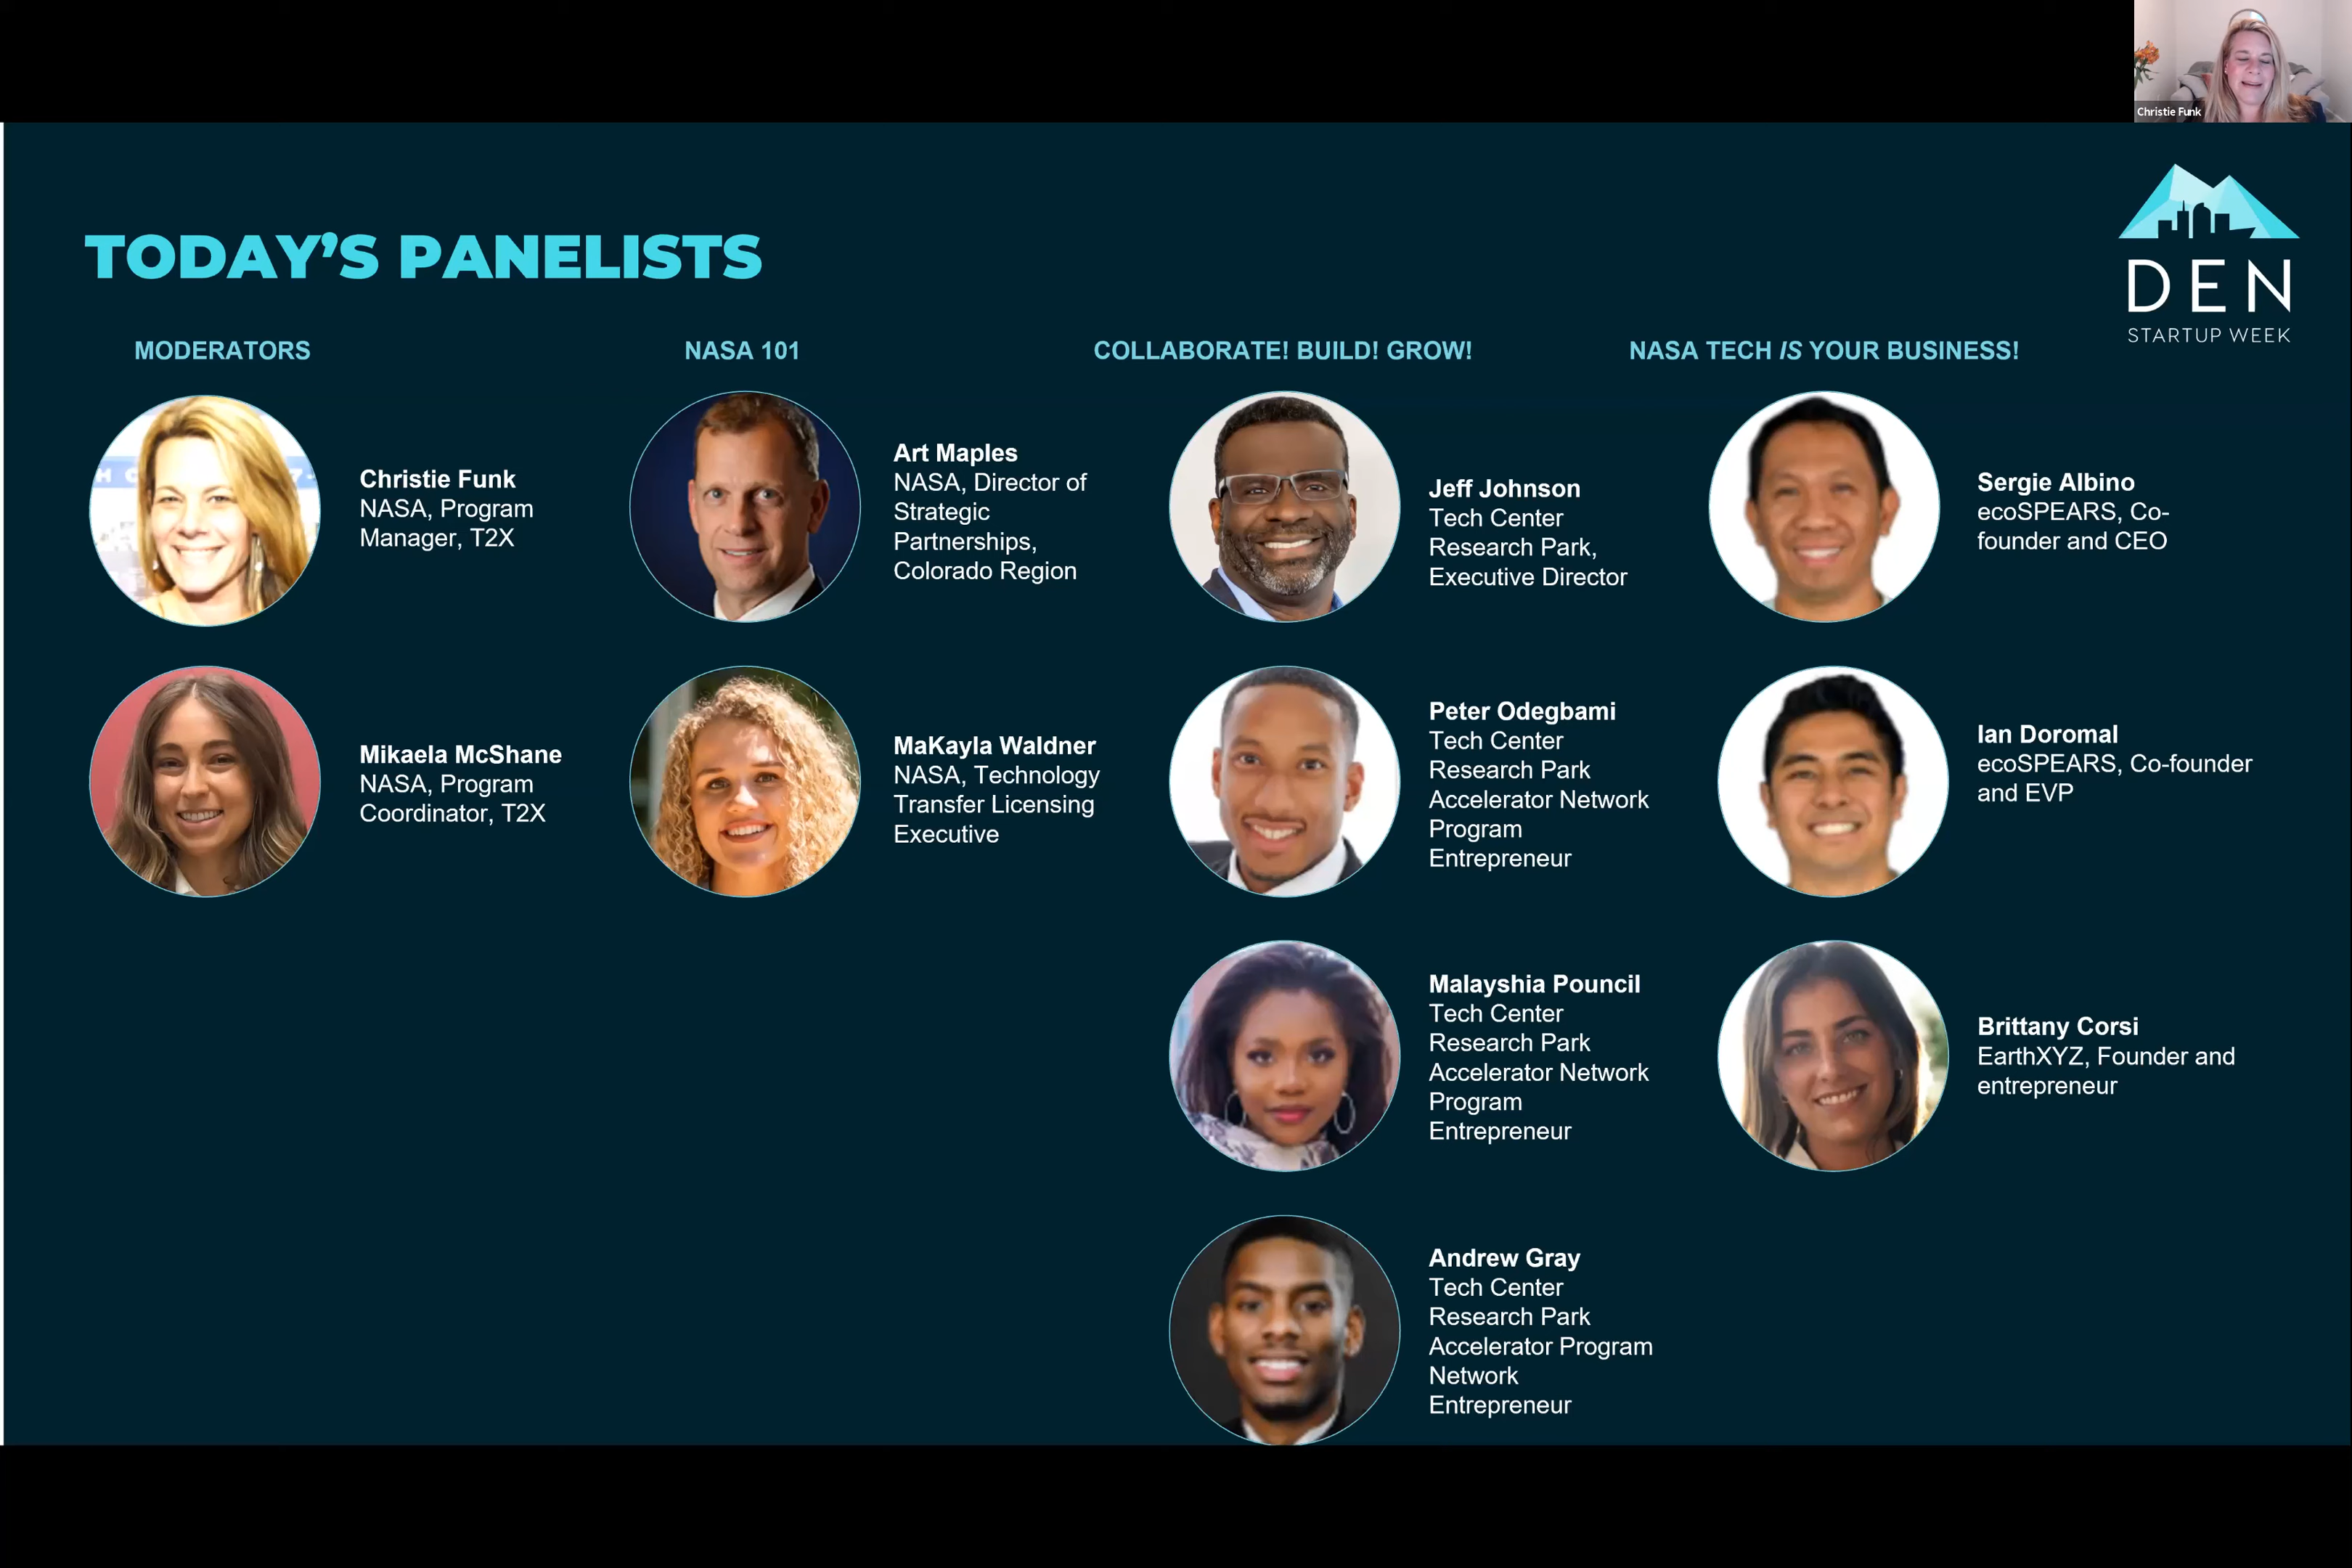 Christie Funk
DEN
STARTUP WEEK
TODAY'S PANELISTS
MODERATORS
Christie Funk
NASA, Program
Manager, T2X
Mikaela McShane
NASA, Program
Coordinator, T2X
NASA 101
Art Maples
NASA, Director of
Strategic
Partnerships,
Colorado Region
MaKayla Waldner
NASA, Technology
Transfer Licensing
Executive
COLLABORATE! BUILD! GROW!
Jeff Johnson
Tech Center
Research Park,
Executive Director
Peter Odegbami
Tech Center
Research Park
Accelerator Network
Program
Entrepreneur
Malayshia Pouncil
Tech Center
Research Park
Accelerator Network
Program
Entrepreneur
Andrew Gray
Tech Center
Research Park
Accelerator Program
Network
Entrepreneur
NASA TECH IS YOUR BUSINESS!
Sergie Albino
ecoSPEARS, Co-
founder and CEO
Ian Doromal
ecoSPEARS, Co-founder
and EVP
Brittany Corsi
EarthXYZ, Founder and
entrepreneur